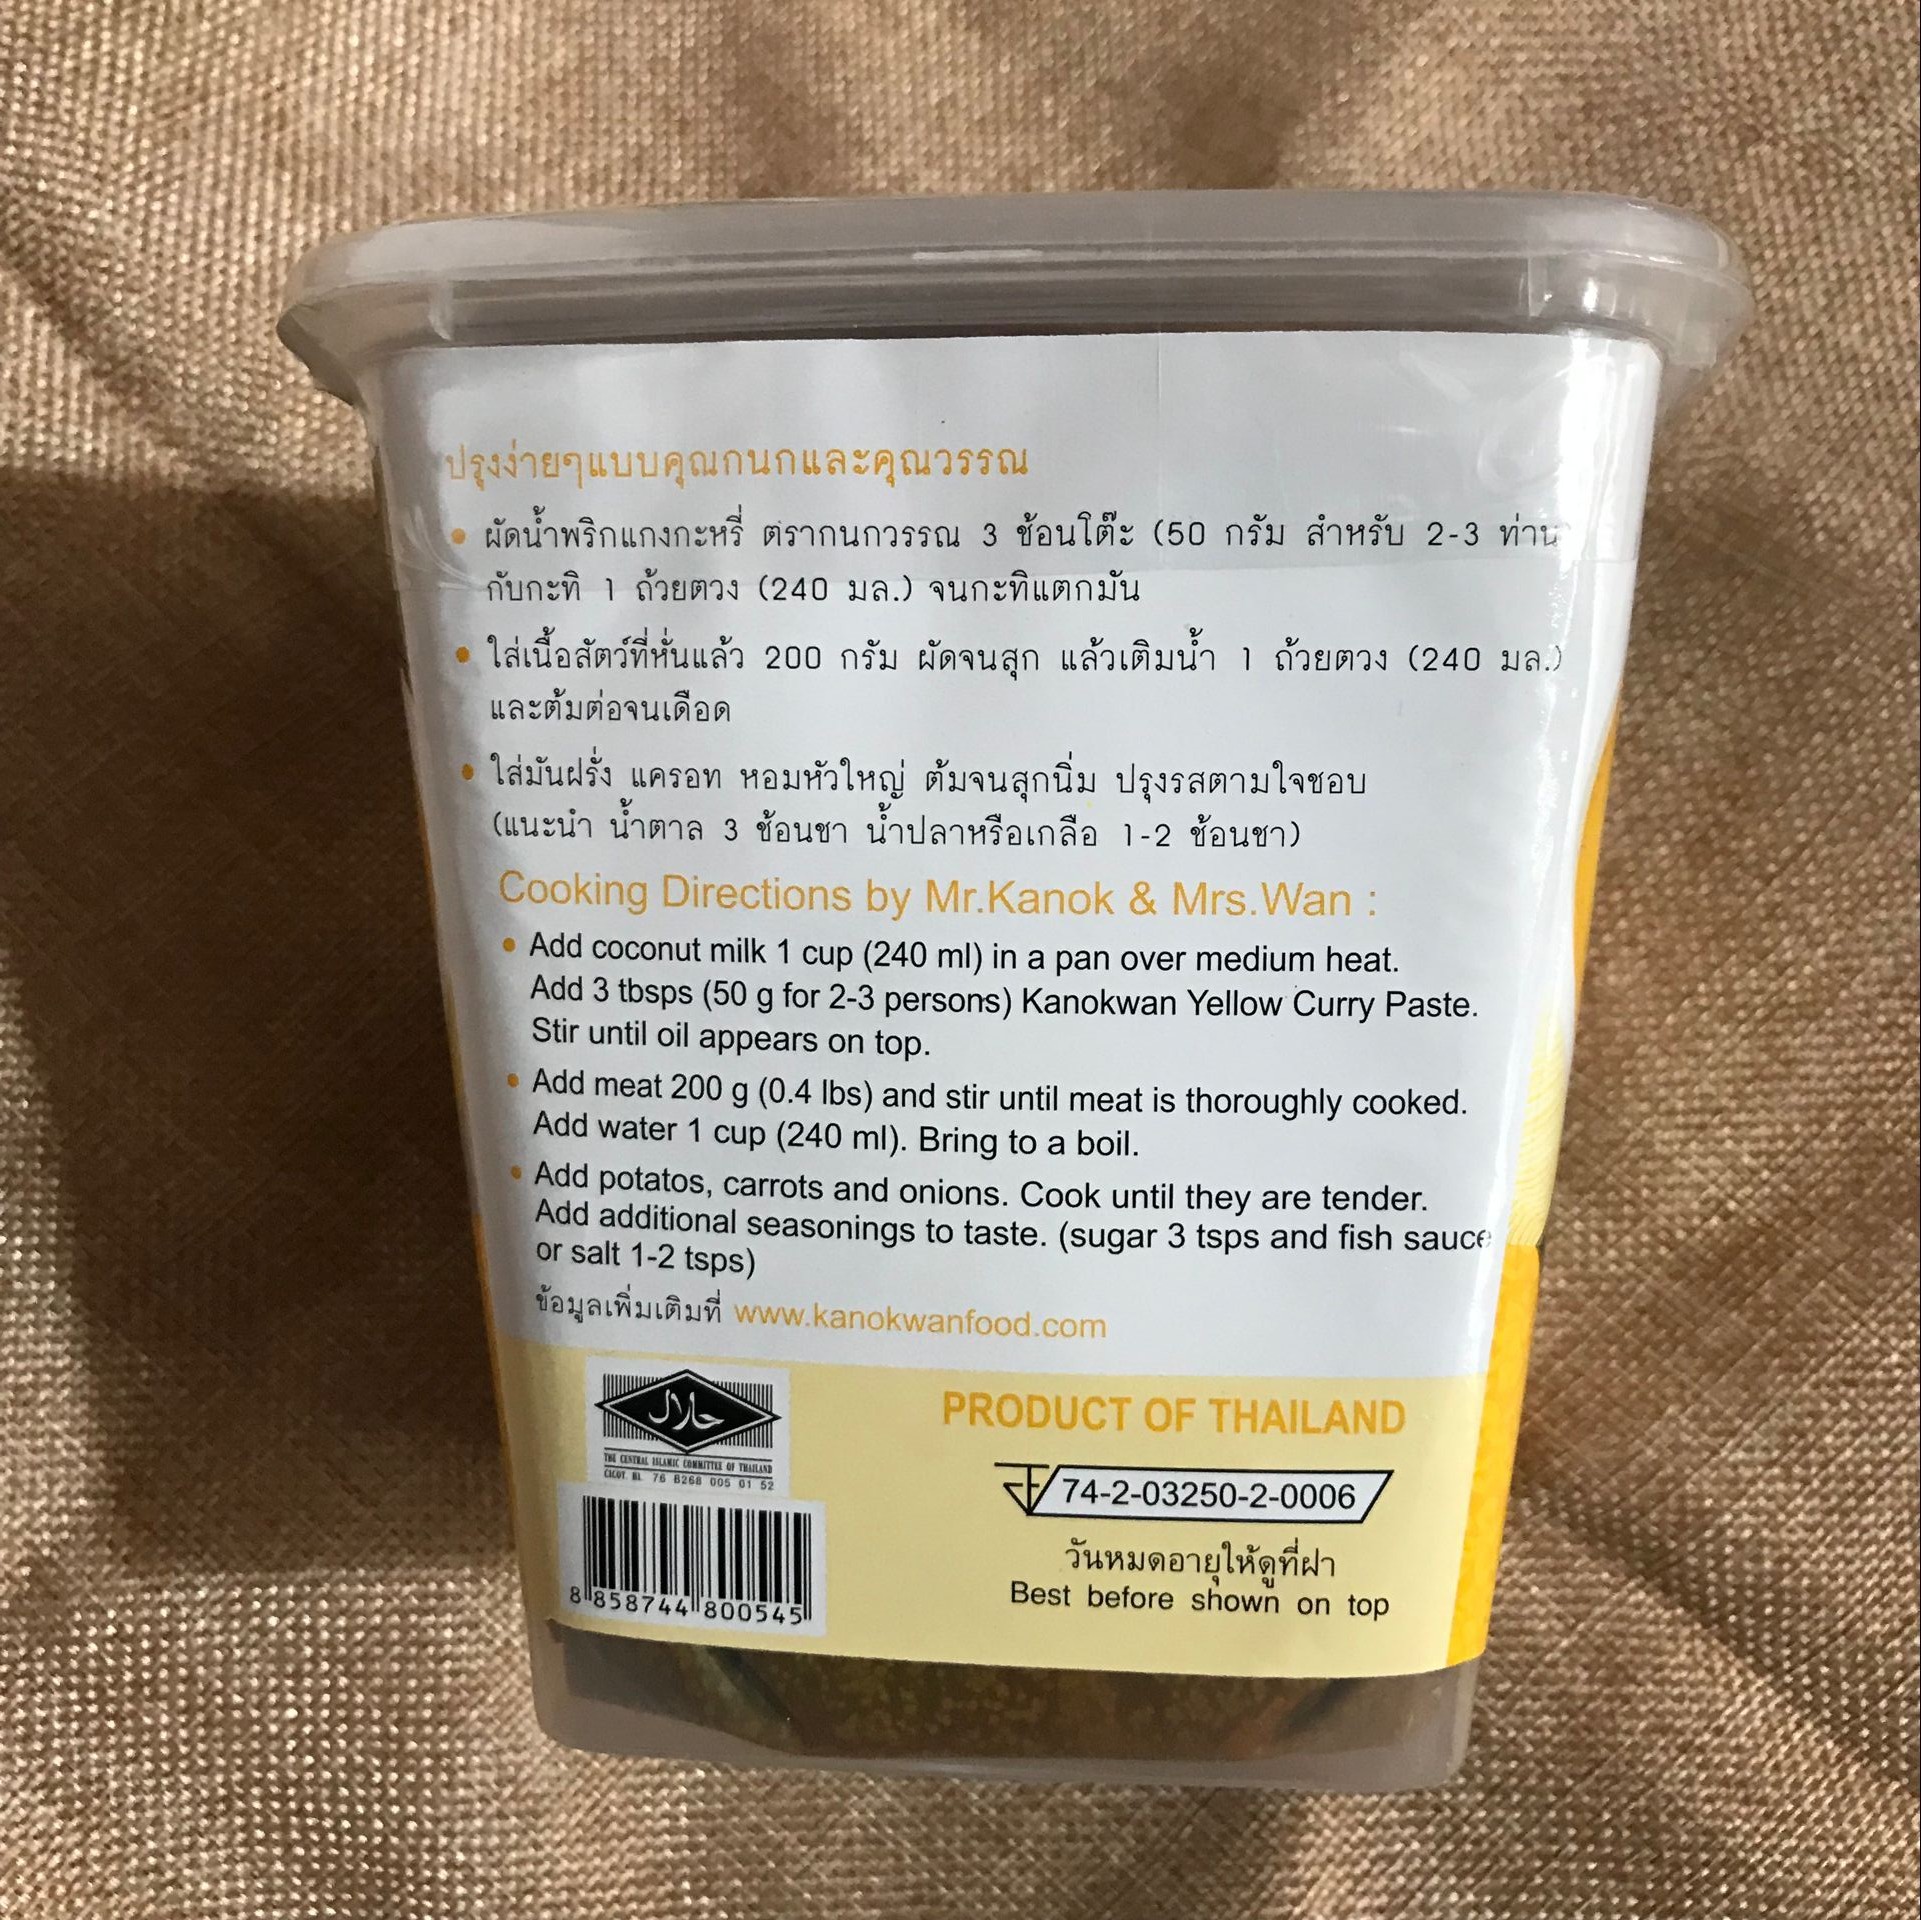 ปรุงง่ายๆแบบคุณกนกและคุณวรรณ
• ผัดน้ำพริกแกงกะหรี่ ตรากนกวรรณ 3 ช้อนโต๊ะ (50 กรัม สำหรับ 2-3 ท่าน
กับกะทิ 1 ถ้วยตวง (240 มล.) จนกะทิแตกมัน
• ใส่เนื้อสัตว์ที่หั่นแล้ว 200 กรัม ผัดจนสุก แล้วเติมน้ำ 1 ถ้วยตวง (240 มล.)
และต้มต่อจนเดือด
• ใส่มันฝรั่ง แครอท หอมหัวใหญ่ ต้มจนสุกนิ่ม ปรุงรสตามใจชอบ
(แนะนำ น้ำตาล 3 ช้อนชา น้ำปลาหรือเกลือ 1-2 ช้อนชา)
Cooking Directions by Mr.Kanok & Mrs.Wan :
• Add coconut milk 1 cup (240 ml) in a pan over medium heat.
Add 3 tbsps (50 g for 2-3 persons) Kanokwan Yellow Curry Paste.
Stir until oil appears on top.
• Add meat 200 g (0.4 lbs) and stir until meat is thoroughly cooked.
Add water 1 cup (240 ml). Bring to a boil.
• Add potatos, carrots and onions. Cook until they are tender.
Add additional seasonings to taste. (sugar 3 tsps and fish sauce
or salt 1-2 tsps)
ข้อมูลเพิ่มเติมที่ www.kanokwanfood.com
حلال
THE CENTRAL ISLAMIC COMMITTEE OF THAILAND
CICOT. HL 76 B268 005 01 52
8 858744 800545
PRODUCT OF THAILAND
74-2-03250-2-0006
วันหมดอายุให้ดูที่ฝา
Best before shown on top